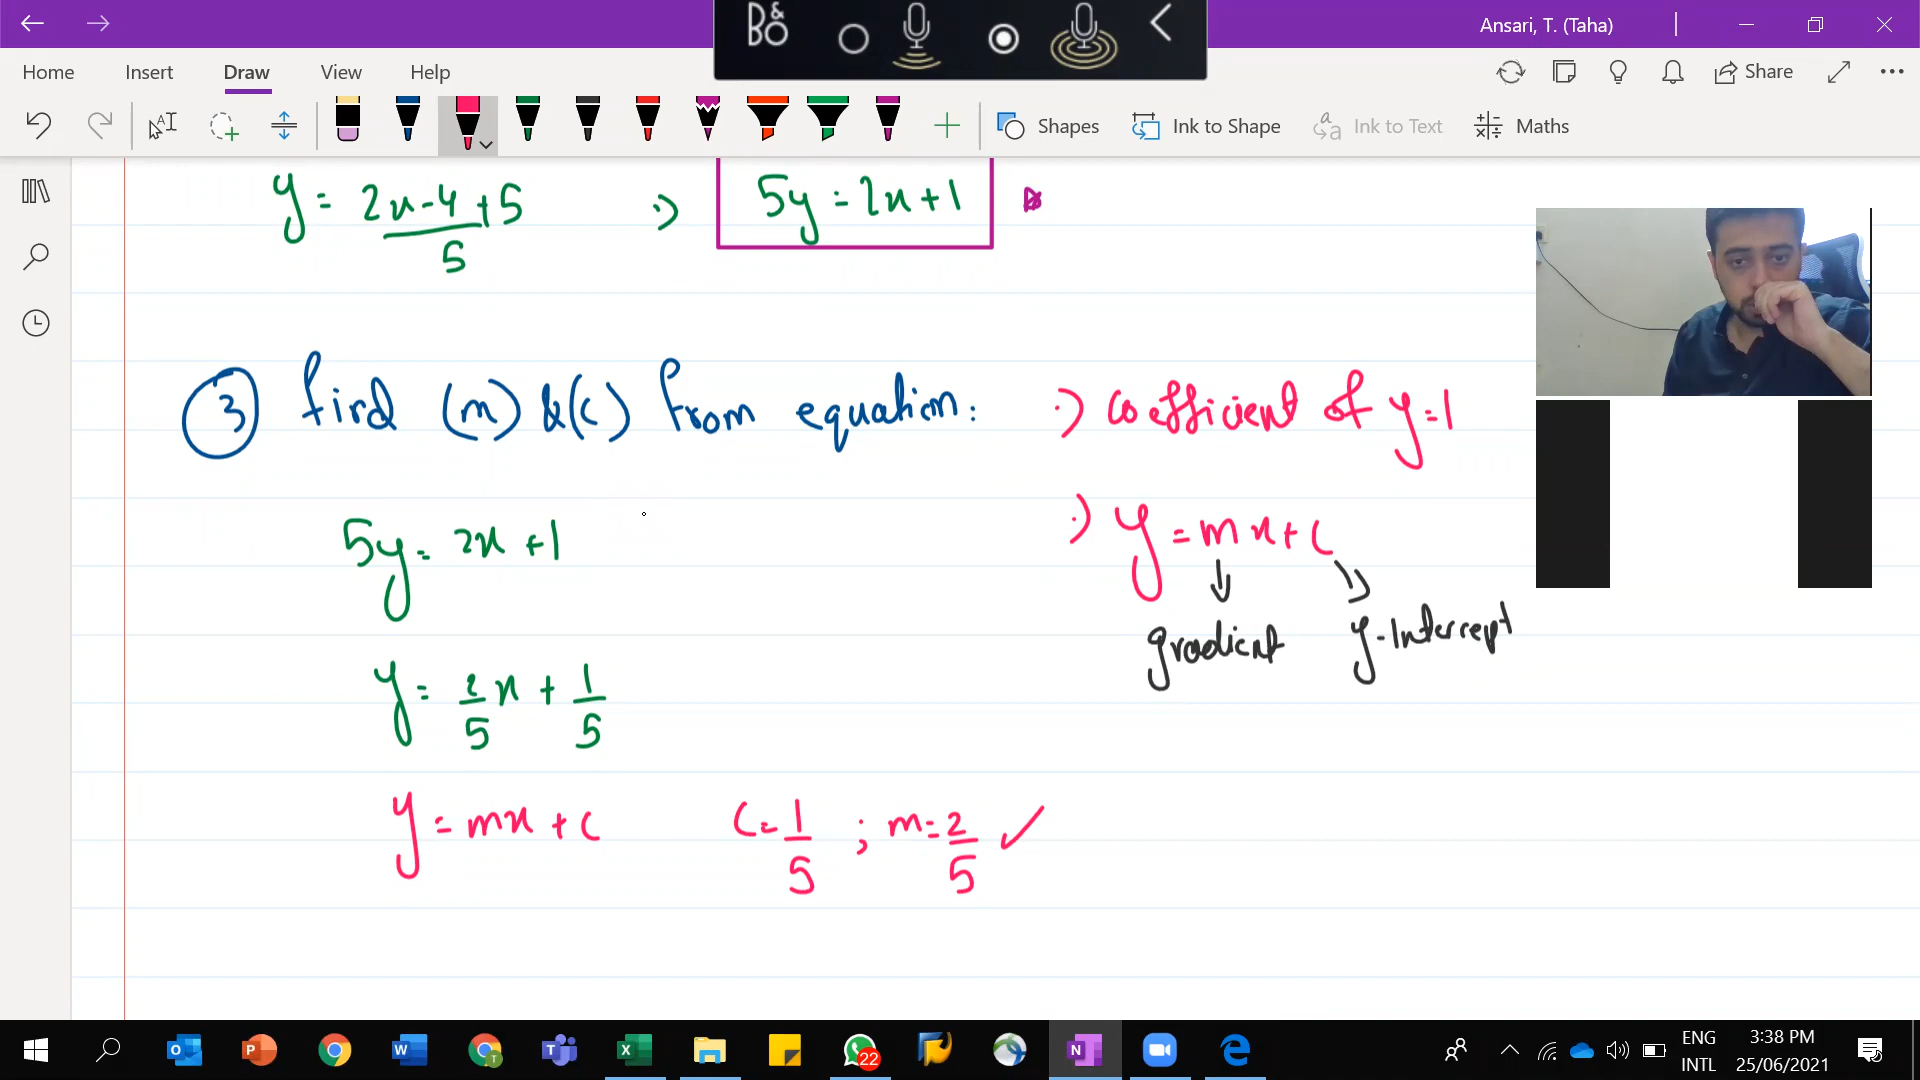 B&O
Ansari, T. (Taha)
Home Insert Draw View Help
Share
Shapes Ink to Shape Ink to Text Maths
y = 2x-4+5 / 5 :) 5y = 2x+1
3 find (m) & (c) from equation: :) coefficient of y=1
5y = 2x + 1 :) y = mx + c
gradient y-Intercept
y = 2/5 x + 1/5
y = mx + c c = 1/5 ; m = 2/5 ✓
22
ENG
INTL
3:38 PM
25/06/2021